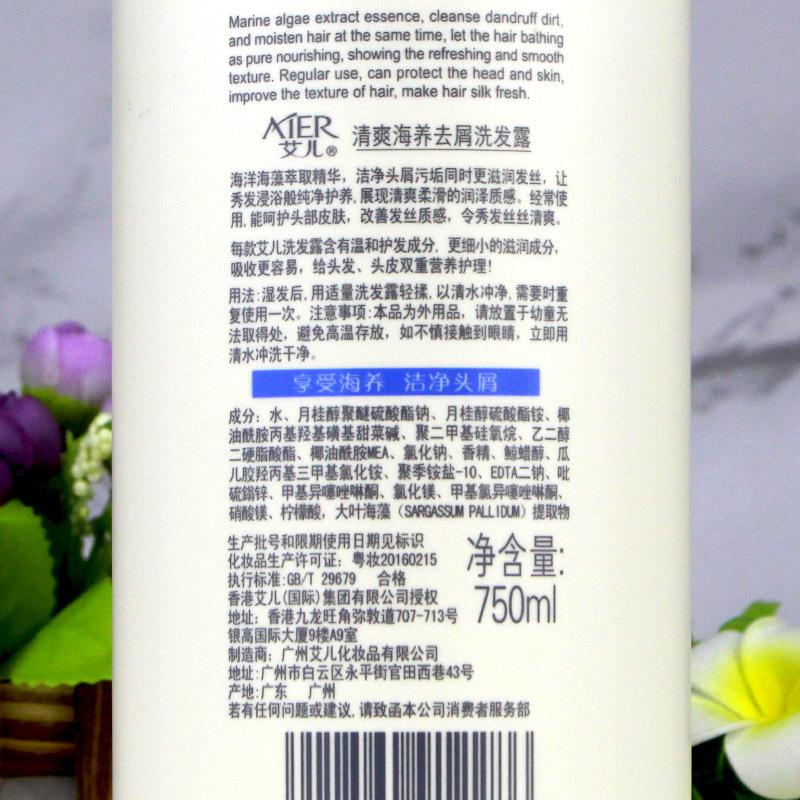 Marine algae extract essence, cleanse dandruff dirt,
and moisten hair at the same time, let the hair bathing
as pure nourishing, showing the refreshing and smooth
texture. Regular use, can protect the head and skin,
improve the texture of hair, make hair silk fresh.
AIER 艾儿® 清爽海养去屑洗发露
海洋海藻萃取精华，洁净头屑污垢同时更滋润发丝，让
秀发浸浴般纯净护养,展现清爽柔滑的润泽质感。经常使
用,能呵护头部皮肤，改善发丝质感，令秀发丝丝清爽。
每款艾儿洗发露含有温和护发成分，更细小的滋润成分，
吸收更容易，给头发、头皮双重营养护理!
用法:湿发后,用适量洗发露轻揉,以清水冲净,需要时重
复使用一次。注意事项:本品为外用品，请放置于幼童无
法取得处，避免高温存放，如不慎接触到眼睛，立即用
清水冲洗干净。
享受海养 洁净头屑
成分：水、月桂醇聚醚硫酸酯钠、月桂醇硫酸酯铵、椰
油酰胺丙基羟基磺基甜菜碱、聚二甲基硅氧烷、乙二醇
二硬脂酸酯、椰油酰胺MEA、氯化钠、香精、鲸蜡醇、瓜
儿胶羟丙基三甲基氯化铵、聚季铵盐-10、EDTA二钠、吡
硫鎓锌、甲基异噻唑啉酮、氯化镁、甲基氯异噻唑啉酮、
硝酸镁、柠檬酸，大叶海藻（SARGASSUM PALLIDUM）提取物
生产批号和限期使用日期见标识
化妆品生产许可证：粤妆20160215
执行标准:GB/T 29679 合格
香港艾儿(国际)集团有限公司授权
地址：香港九龙旺角弥敦道707-713号
银高国际大厦9楼A9室
制造商：广州艾儿化妆品有限公司
地址:广州市白云区永平街官田西巷43号
产地:广东 广州
若有任何问题或建议,请致函本公司消费者服务部
净含量:
750ml